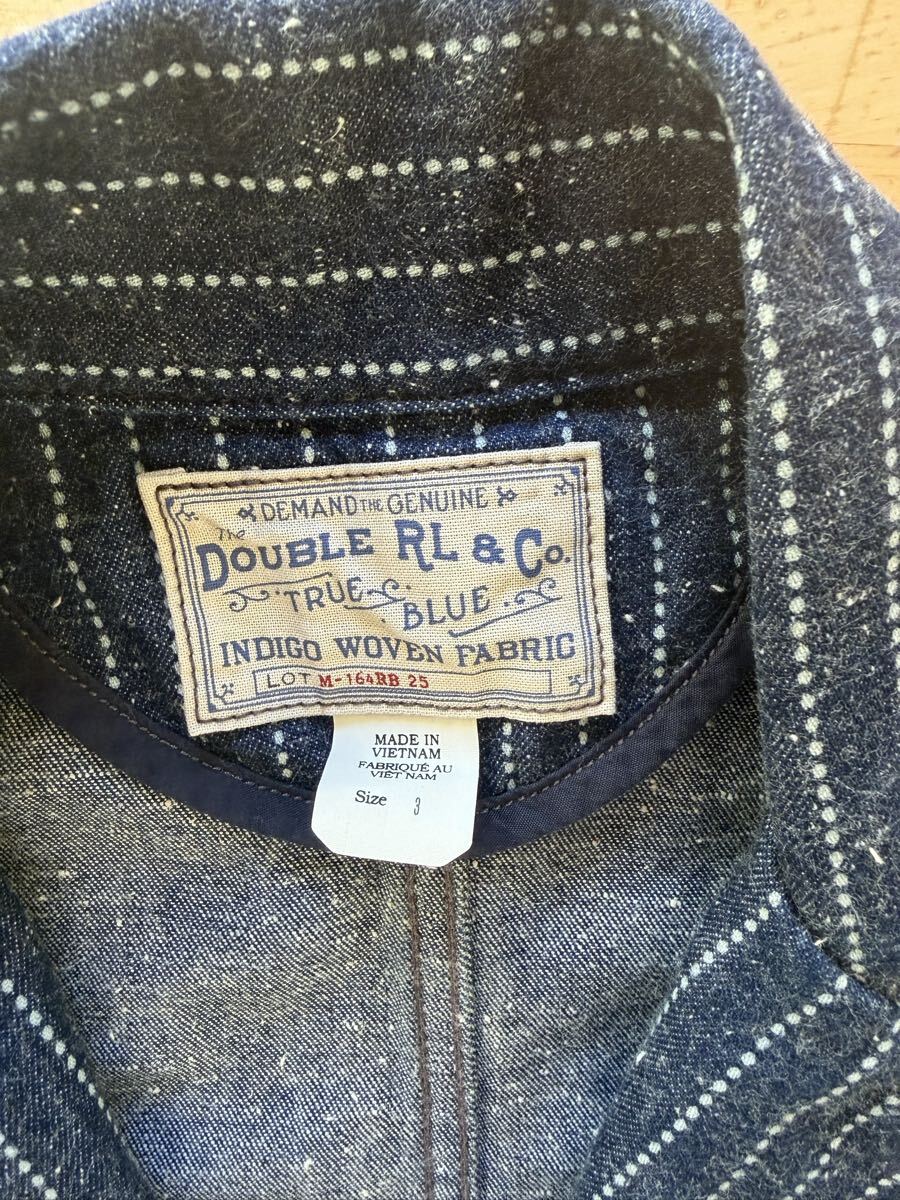 DEMAND THE GENUINE
The
DOUBLE RL & Co.
TRUE
BLUE
INDIGO WOVEN FABRIC
LOT M-164RB 25
MADE IN
VIETNAM
FABRIQUÉ AU
VIÊT NAM
Size 3